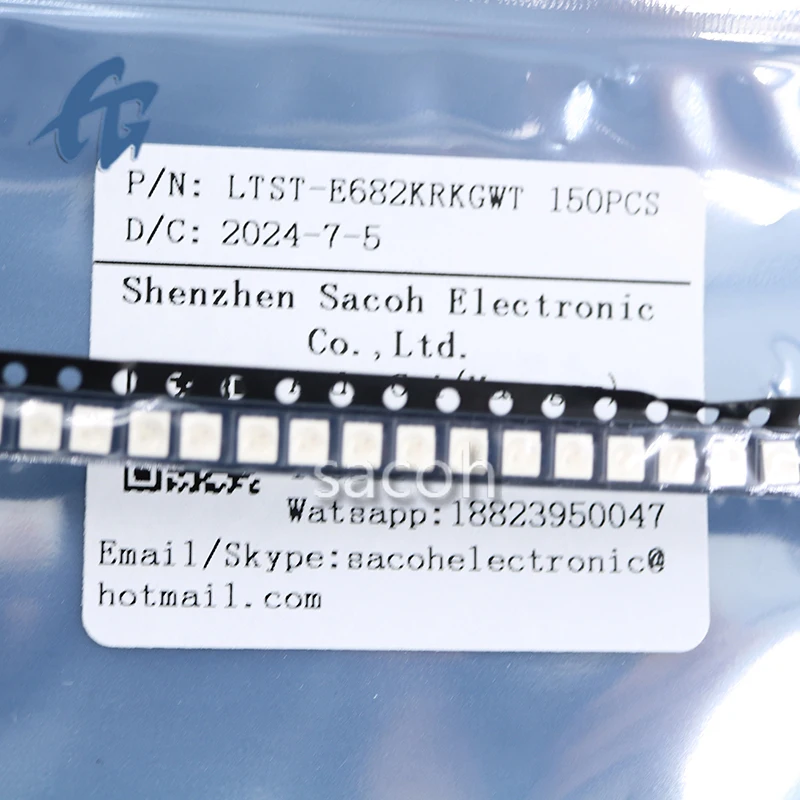 P/N: LTST-E682KRKGWT 150PCS
D/C: 2024-7-5
Shenzhen Sacoh Electronic
Co.,Ltd.
sacoh
Watsapp:18823950047
Email/Skype:sacohelectronic@
hotmail.com